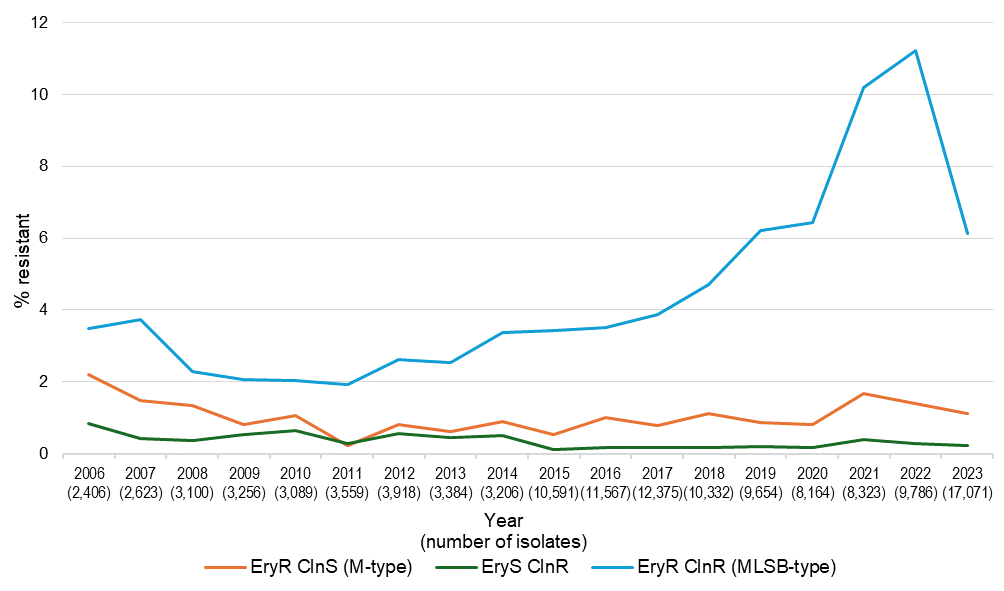 12
10
8
6
4
2
0
% resistant
2006 2007 2008 2009 2010 2011 2012 2013 2014 2015 2016 2017 2018 2019 2020 2021 2022 2023
(2,406) (2,623) (3,100) (3,256) (3,089) (3,559) (3,918) (3,384) (3,206) (10,591) (11,567) (12,375) (10,332) (9,654) (8,164) (8,323) (9,786) (17,071)
Year
(number of isolates)
EryR ClnS (M-type) EryS ClnR EryR ClnR (MLSB-type)